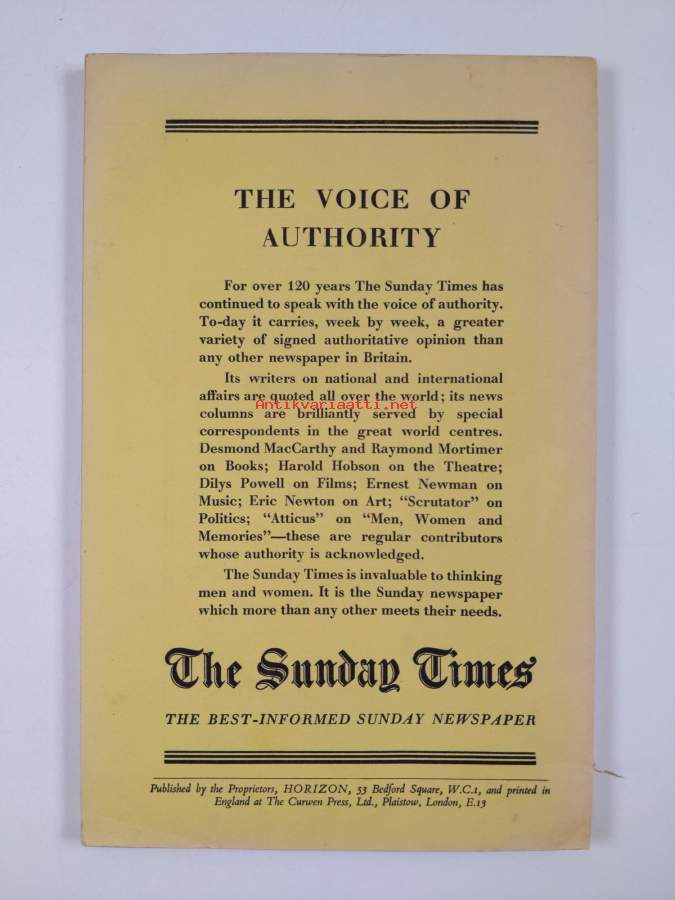 THE VOICE OF
AUTHORITY
For over 120 years The Sunday Times has
continued to speak with the voice of authority.
To-day it carries, week by week, a greater
variety of signed authoritative opinion than
any other newspaper in Britain.
Its writers on national and international
affairs are quoted all over the world; its news
Antikvariaatti.net
columns are brilliantly served by special
correspondents in the great world centres.
Desmond MacCarthy and Raymond Mortimer
on Books; Harold Hobson on the Theatre;
Dilys Powell on Films; Ernest Newman on
Music; Eric Newton on Art; “Scrutator” on
Politics; “Atticus” on “Men, Women and
Memories”—these are regular contributors
whose authority is acknowledged.
The Sunday Times is invaluable to thinking
men and women. It is the Sunday newspaper
which more than any other meets their needs.
The Sunday Times
THE BEST-INFORMED SUNDAY NEWSPAPER
Published by the Proprietors, HORIZON, 53 Bedford Square, W.C.1, and printed in
England at The Curwen Press, Ltd., Plaistow, London, E.13